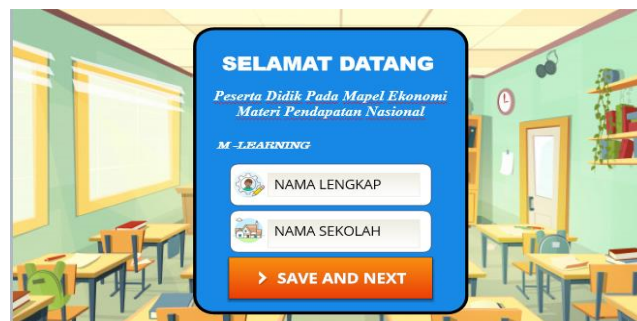 SELAMAT DATANG
Peserta Didik Pada Mapel Ekonomi
Materi Pendapatan Nasional
M -LEARNING
NAMA LENGKAP
NAMA SEKOLAH
> SAVE AND NEXT